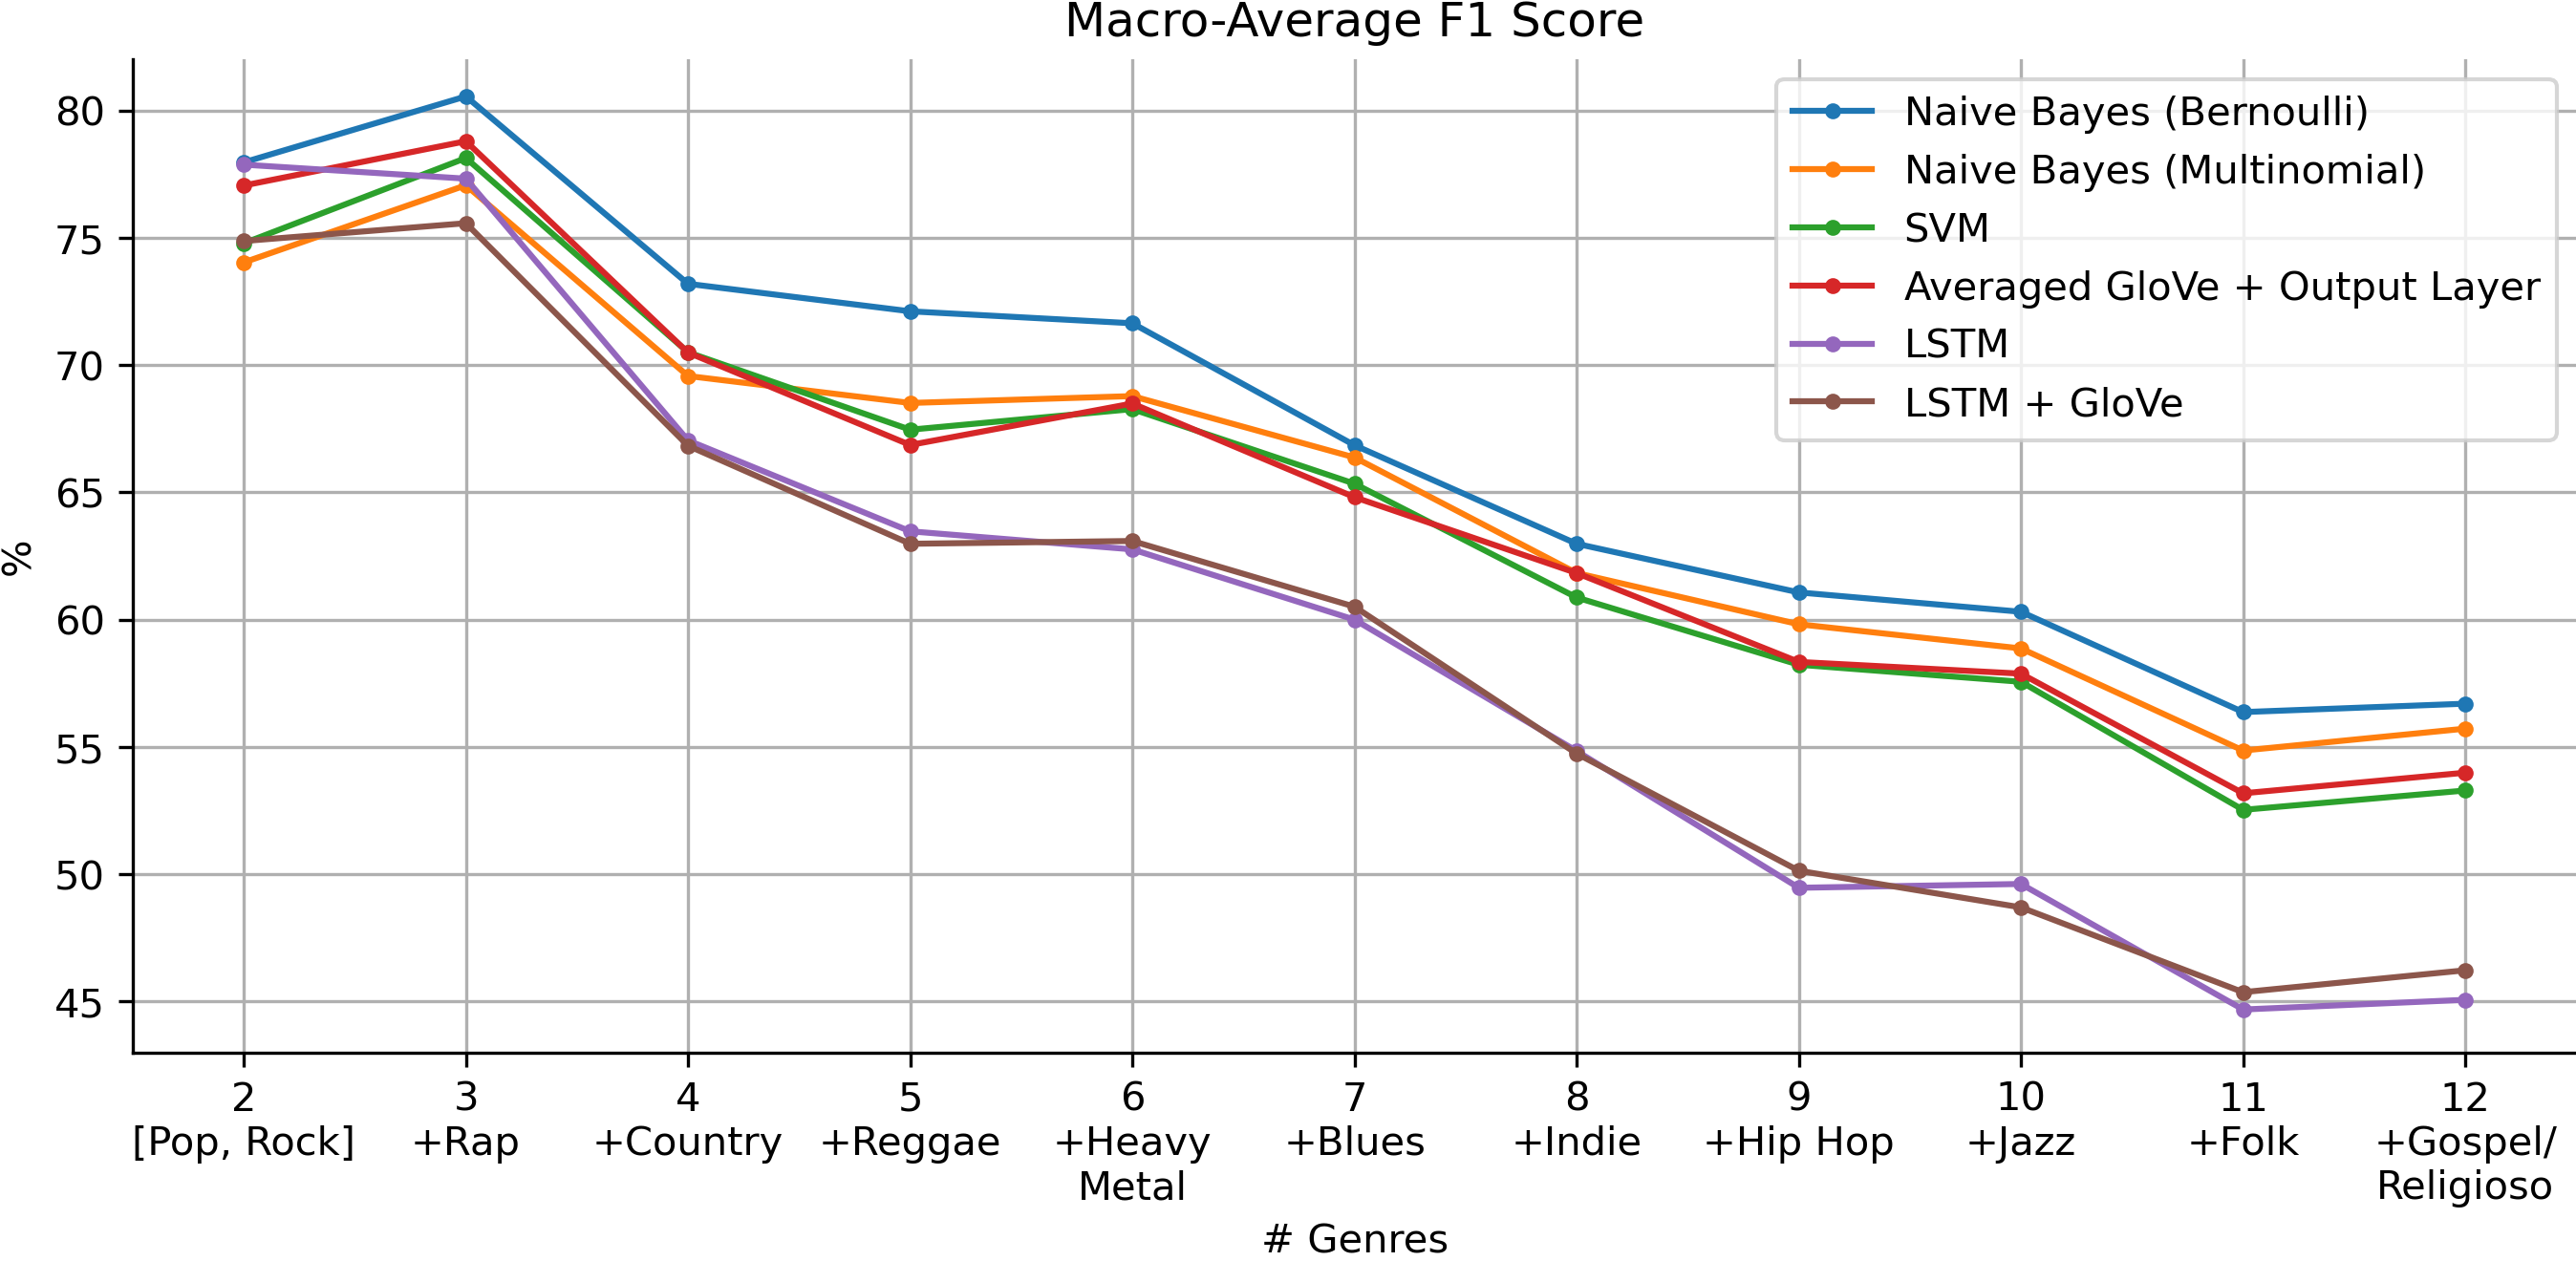 Macro-Average F1 Score
80
75
70
65
60
55
50
45
%
Naive Bayes (Bernoulli)
Naive Bayes (Multinomial)
SVM
Averaged GloVe + Output Layer
LSTM
LSTM + GloVe
2 3 4 5 6 7 8 9 10 11 12
[Pop, Rock] +Rap +Country +Reggae +Heavy +Blues +Indie +Hip Hop +Jazz +Folk +Gospel/
Metal Religioso
# Genres